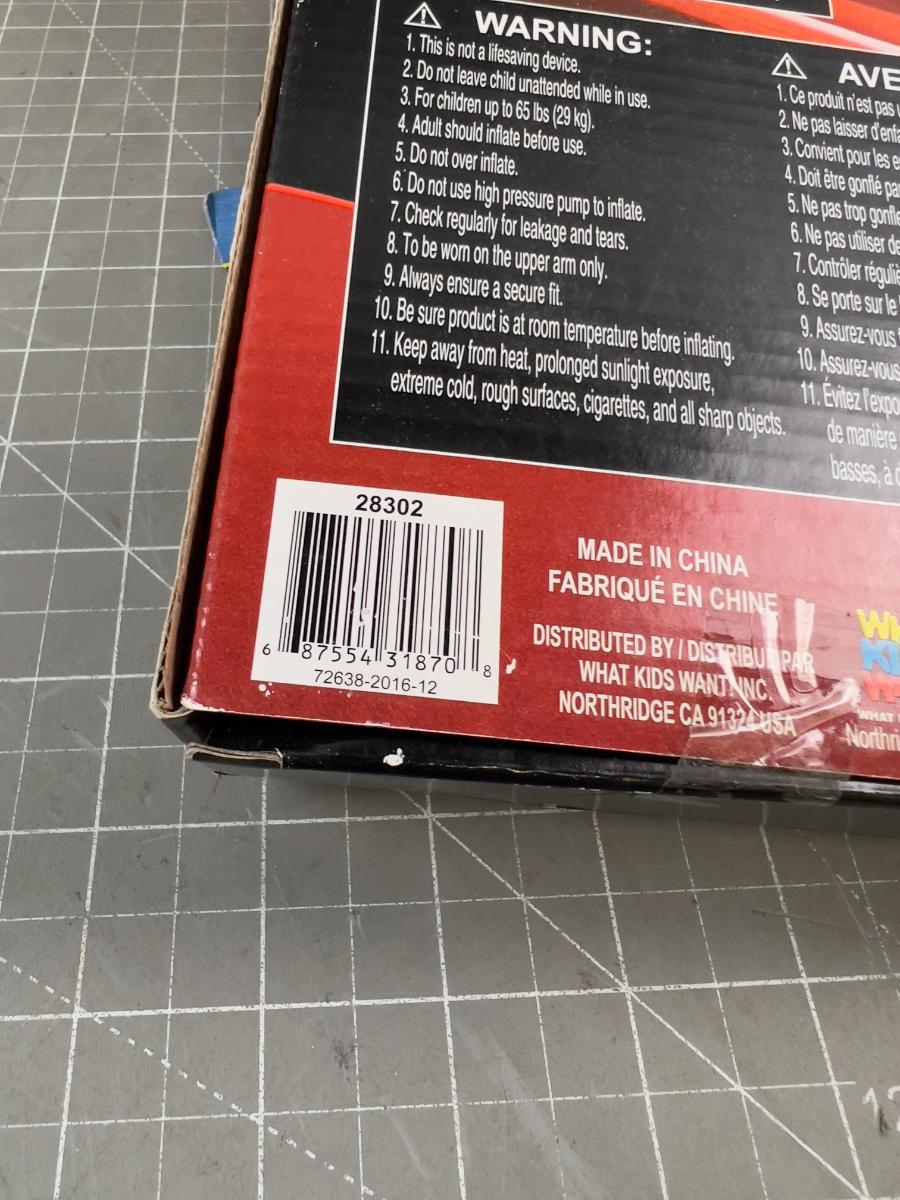 WARNING:
1. This is not a lifesaving device.
2. Do not leave child unattended while in use.
3. For children up to 65 lbs (29 kg).
4. Adult should inflate before use.
5. Do not over inflate.
6. Do not use high pressure pump to inflate.
7. Check regularly for leakage and tears.
8. To be worn on the upper arm only.
9. Always ensure a secure fit.
10. Be sure product is at room temperature before inflating.
11. Keep away from heat, prolonged sunlight exposure,
extreme cold, rough surfaces, cigarettes, and all sharp objects.
AVE
1. Ce produit n'est pas
2. Ne pas laisser d'enfa
3. Convient pour les e
4. Doit être gonflé pa
5. Ne pas trop gonfle
6. Ne pas utiliser de
7. Contrôler réguliè
8. Se porte sur le
9. Assurez-vous
10. Assurez-vous
11. Évitez l'expo
de manière
basses, à
28302
6 87554 31870 8
72638-2016-12
MADE IN CHINA
FABRIQUÉ EN CHINE
DISTRIBUTED BY / DISTRIBUÉ PAR
WHAT KIDS WANT! INC.
NORTHRIDGE CA 91324 USA
WH
KI
W
WHAT
Northri
12